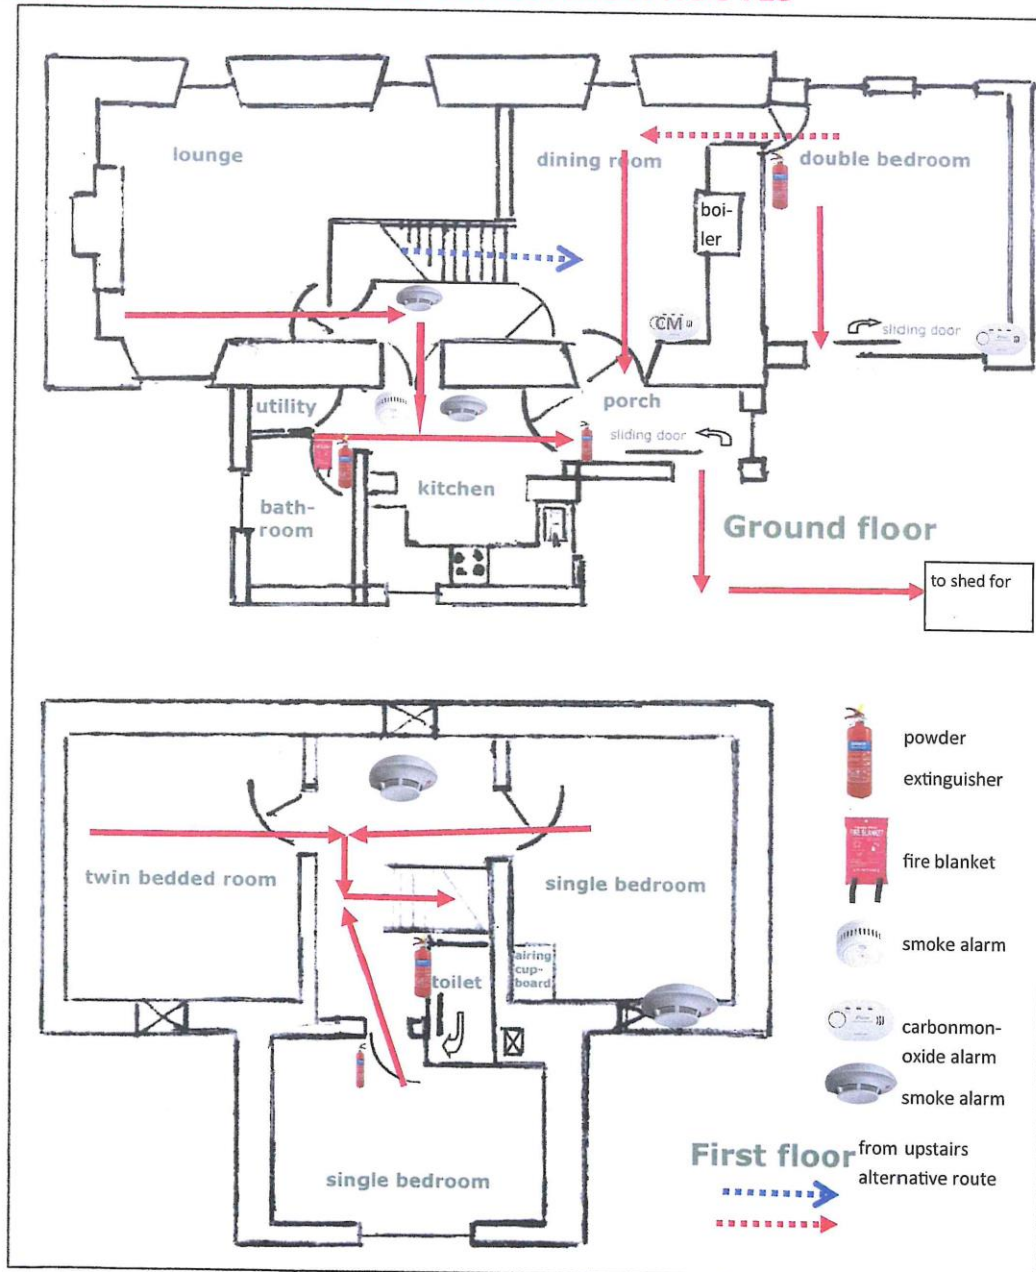 lounge
dining room
double bedroom
boi-
ler
CM
sliding door
utility
porch
sliding door
kitchen
bath-
room
Ground floor
to shed for
powder
extinguisher
FIRE BLANKET
fire blanket
twin bedded room
single bedroom
smoke alarm
airing
cup-
board
toilet
carbonmon-
oxide alarm
smoke alarm
single bedroom
First floor
from upstairs
alternative route